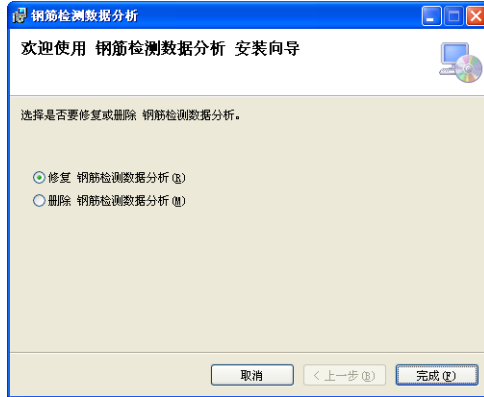 钢筋检测数据分析
欢迎使用 钢筋检测数据分析 安装向导
选择是否要修复或删除 钢筋检测数据分析。
修复 钢筋检测数据分析(R)
删除 钢筋检测数据分析(M)
取消
<上一步(B)
完成(F)